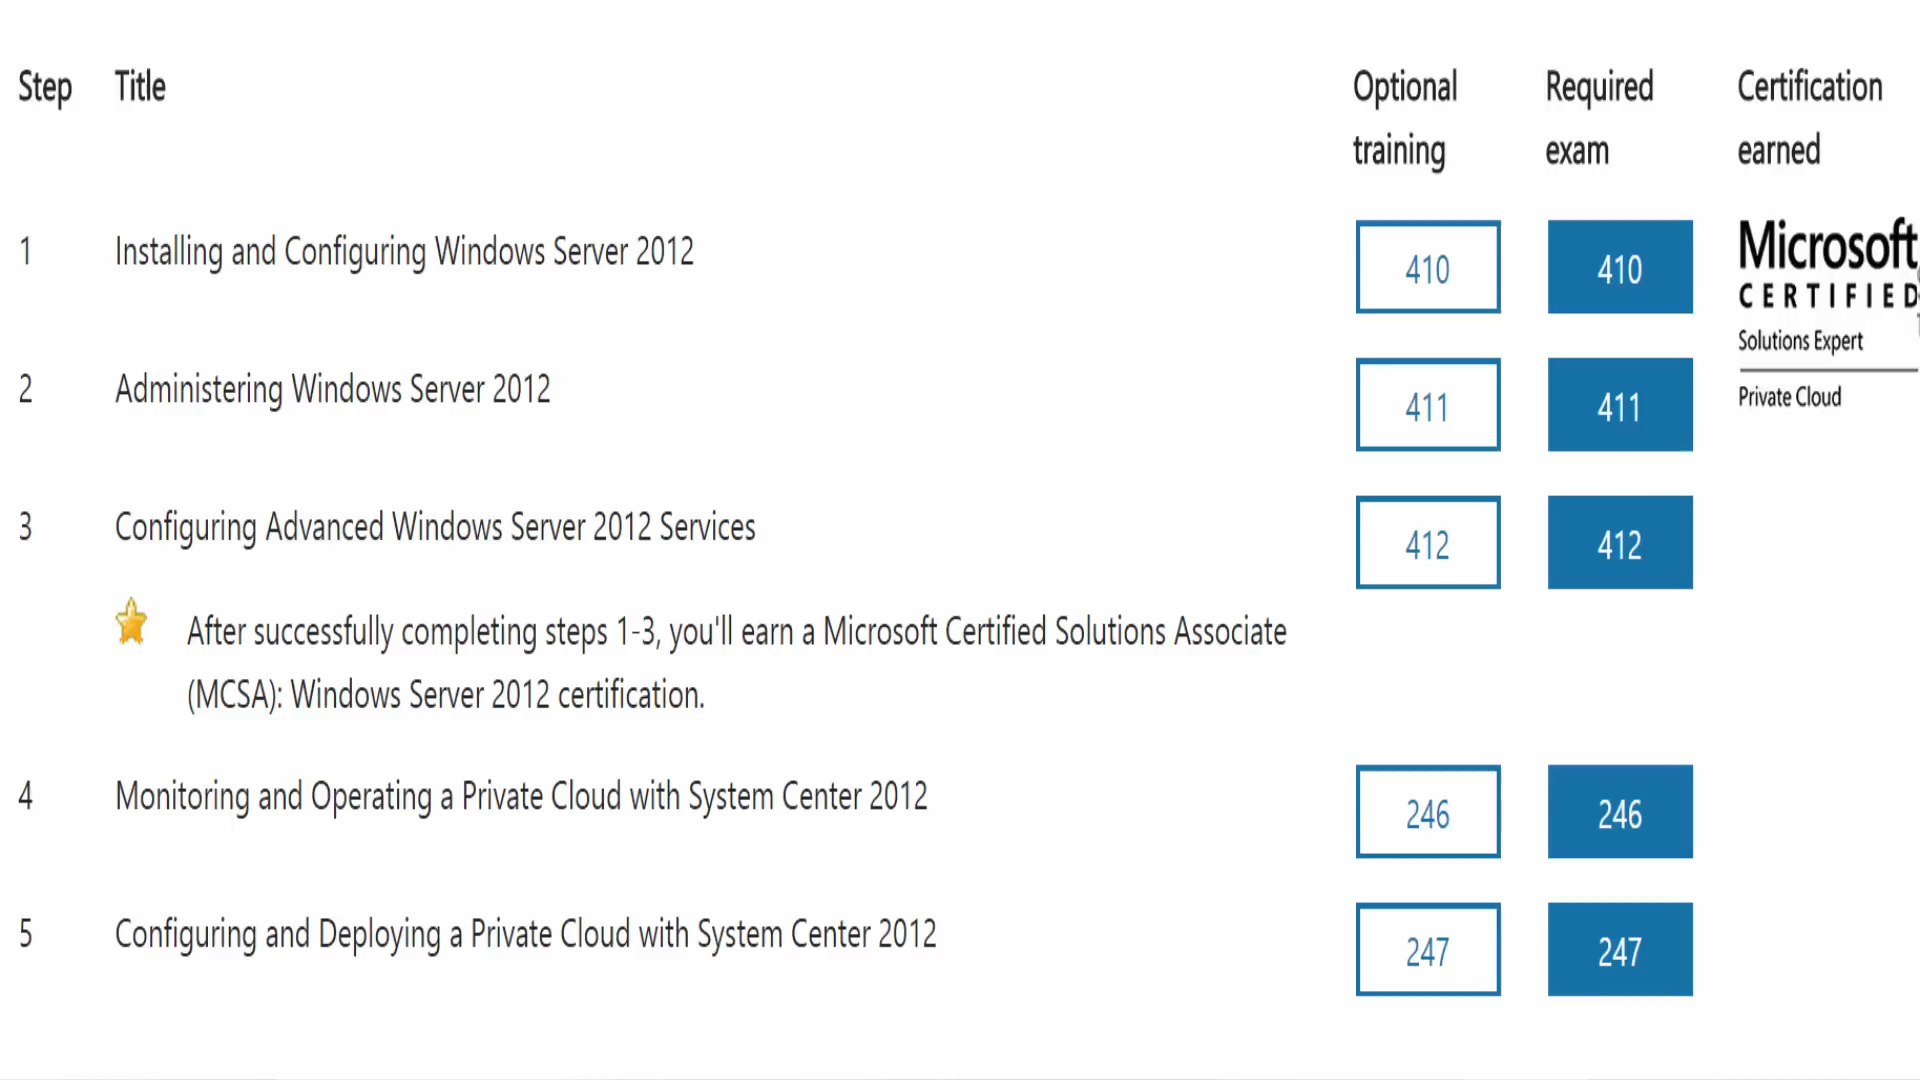 Step Title Optional Required Certification
training exam earned
1 Installing and Configuring Windows Server 2012 410 410 Microsoft
CERTIFIED
Solutions Expert
Private Cloud
2 Administering Windows Server 2012 411 411
3 Configuring Advanced Windows Server 2012 Services 412 412
After successfully completing steps 1-3, you'll earn a Microsoft Certified Solutions Associate
(MCSA): Windows Server 2012 certification.
4 Monitoring and Operating a Private Cloud with System Center 2012 246 246
5 Configuring and Deploying a Private Cloud with System Center 2012 247 247